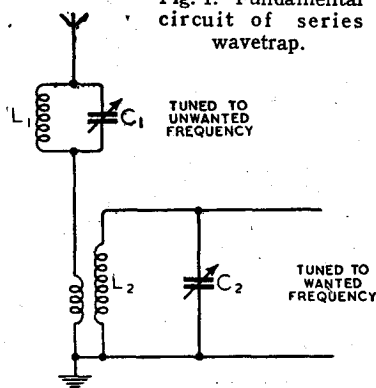 Fig. 1. Fundamental
circuit of series
wavetrap.
L1
C1
TUNED TO
UNWANTED
FREQUENCY
L2
C2
TUNED TO
WANTED
FREQUENCY